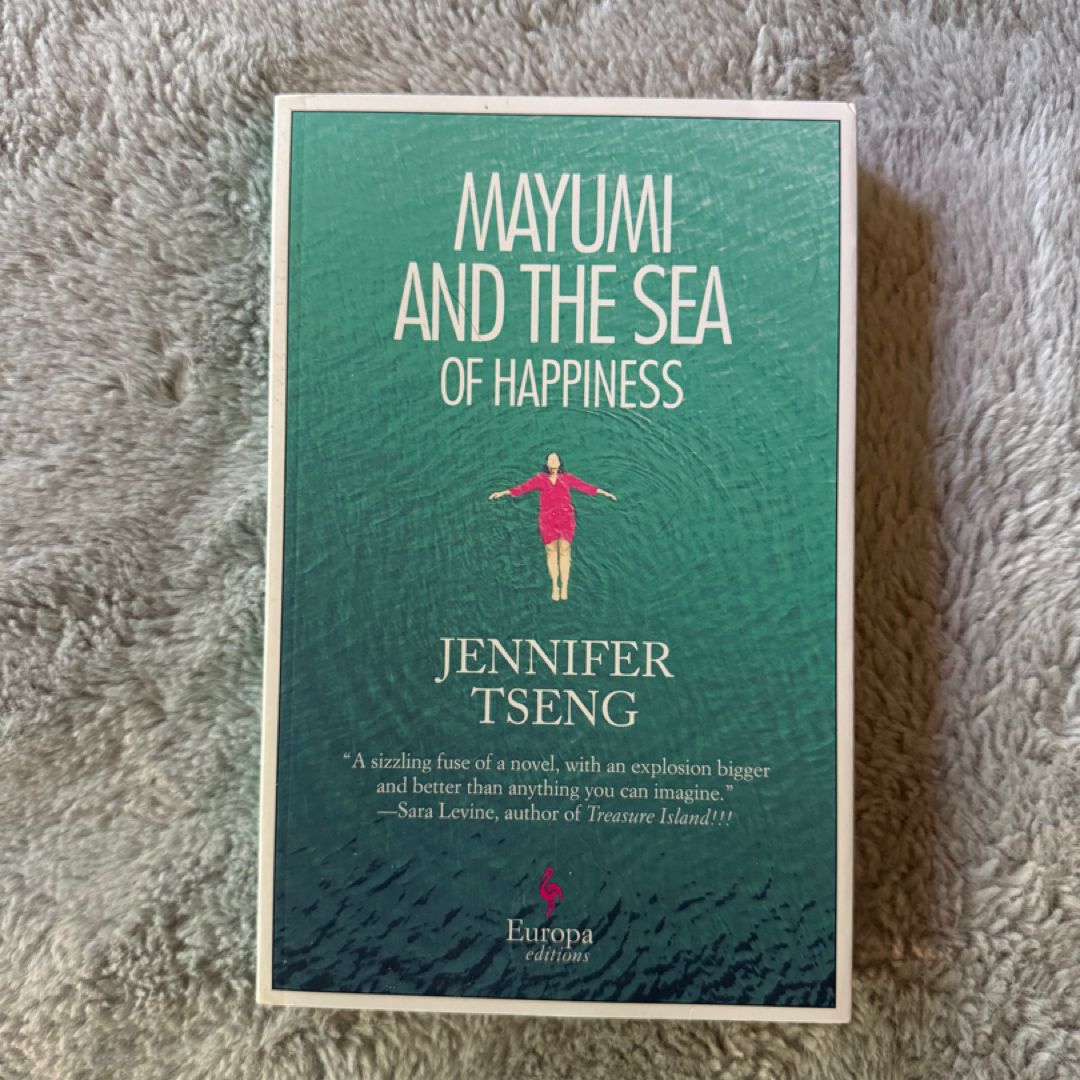 MAYUMI
AND THE SEA
OF HAPPINESS
JENNIFER
TSENG
“A sizzling fuse of a novel, with an explosion bigger
and better than anything you can imagine.”
—Sara Levine, author of Treasure Island!!!
Europa
editions